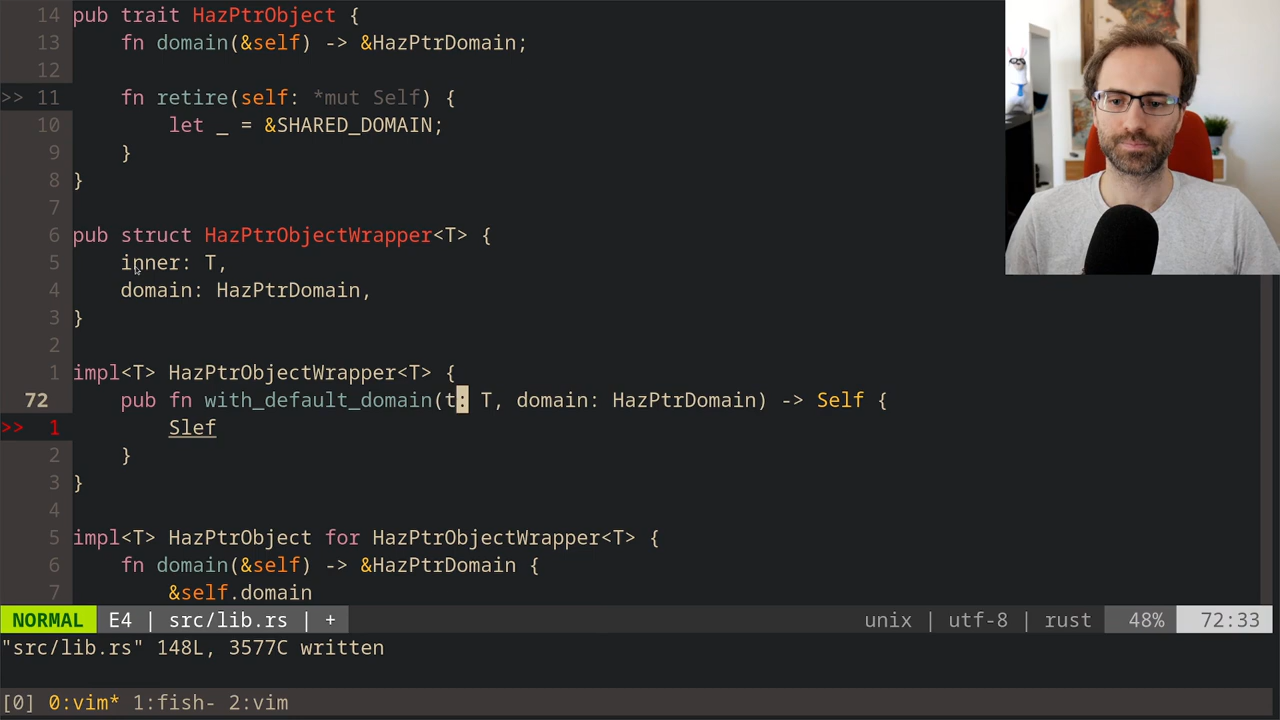 14 pub trait HazPtrObject {
13 fn domain(&self) -> &HazPtrDomain;
12
>> 11 fn retire(self: *mut Self) {
10 let _ = &SHARED_DOMAIN;
9 }
8 }
7
6 pub struct HazPtrObjectWrapper<T> {
5 inner: T,
4 domain: HazPtrDomain,
3 }
2
1 impl<T> HazPtrObjectWrapper<T> {
72 pub fn with_default_domain(t: T, domain: HazPtrDomain) -> Self {
>> 1 Slef
2 }
3 }
4
5 impl<T> HazPtrObject for HazPtrObjectWrapper<T> {
6 fn domain(&self) -> &HazPtrDomain {
7 &self.domain
NORMAL E4 | src/lib.rs | + unix | utf-8 | rust 48% 72:33
"src/lib.rs" 148L, 3577C written
[0] 0:vim* 1:fish- 2:vim